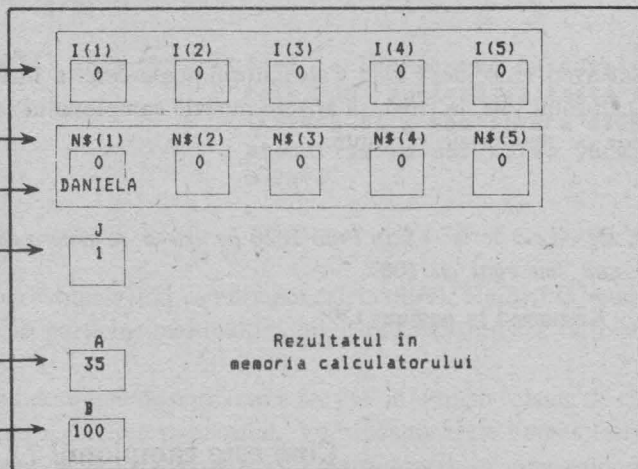 I(1) I(2) I(3) I(4) I(5)
0 0 0 0 0
N$(1) N$(2) N$(3) N$(4) N$(5)
0 0 0 0 0
DANIELA
J
1
A
35
Rezultatul în
memoria calculatorului
B
100